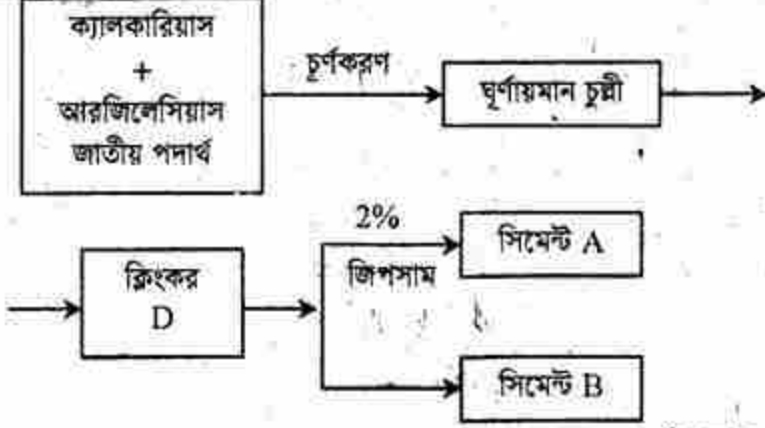 ক্যালকারিয়াস
+
আরজিলেসিয়াস
জাতীয় পদার্থ
চূর্ণকরণ
ঘূর্ণায়মান চুল্লী
ক্লিংকর
D
2%
জিপসাম
সিমেন্ট A
সিমেন্ট B